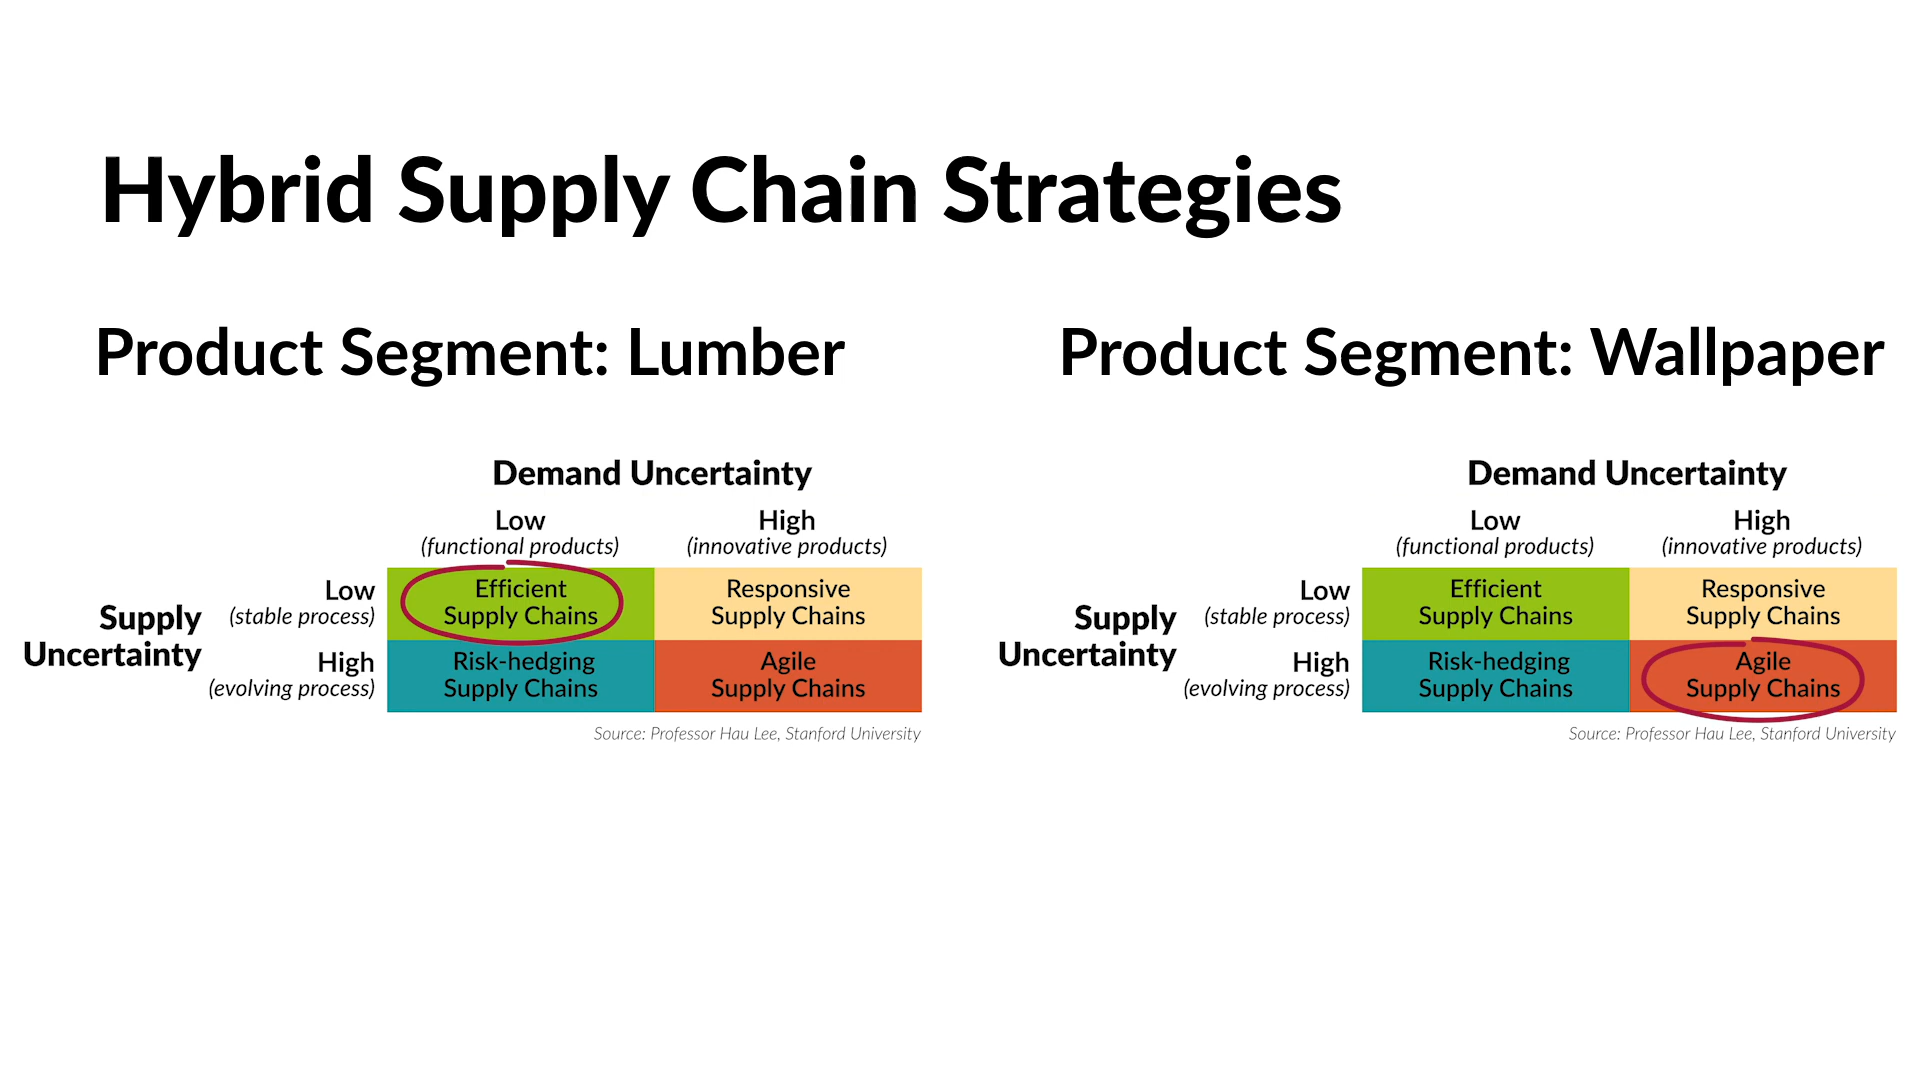 Hybrid Supply Chain Strategies
Product Segment: Lumber
Demand Uncertainty
Low
(functional products)
High
(innovative products)
Supply
Uncertainty
Low
(stable process)
Efficient
Supply Chains
Responsive
Supply Chains
High
(evolving process)
Risk-hedging
Supply Chains
Agile
Supply Chains
Source: Professor Hau Lee, Stanford University
Product Segment: Wallpaper
Demand Uncertainty
Low
(functional products)
High
(innovative products)
Supply
Uncertainty
Low
(stable process)
Efficient
Supply Chains
Responsive
Supply Chains
High
(evolving process)
Risk-hedging
Supply Chains
Agile
Supply Chains
Source: Professor Hau Lee, Stanford University